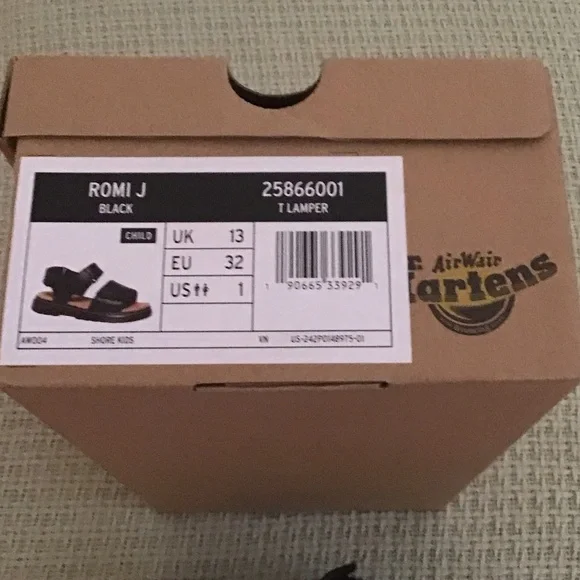 ROMI J 25866001
BLACK T LAMPER
CHILD
UK 13
EU 32
US 1
1 90665 33929 1
AW004 SHORE KIDS VN US-242P0148975-01
AirWair
artens